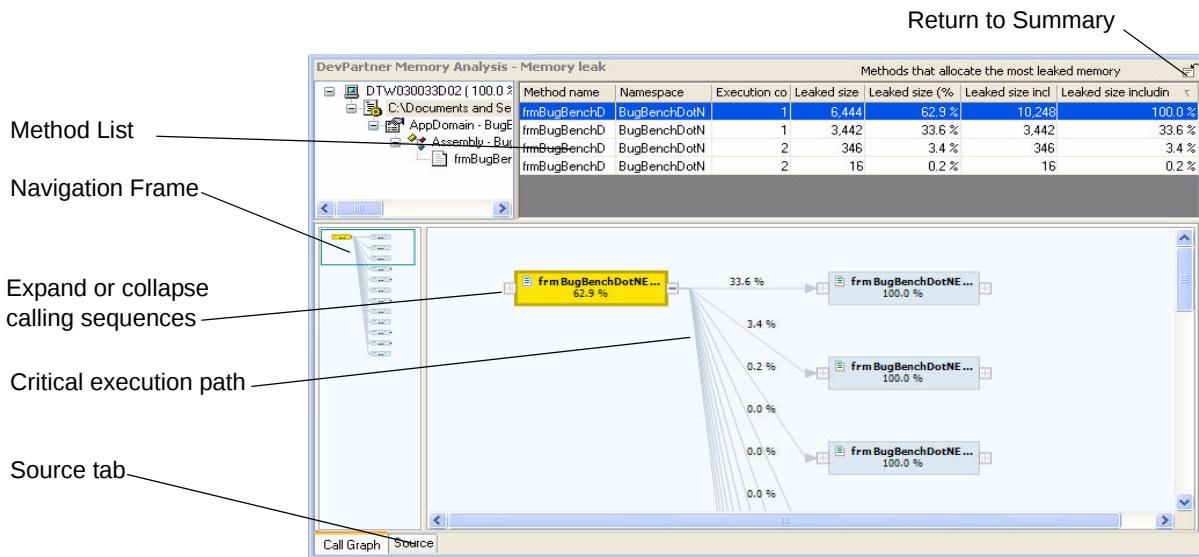 Return to Summary
DevPartner Memory Analysis - Memory leak
Methods that allocate the most leaked memory
DTW030033D02 ( 100.0 %
C:\Documents and Se
AppDomain - BugE
Assembly - Bug
frmBugBer
Method name Namespace Execution co Leaked size Leaked size (% Leaked size incl Leaked size includin
frmBugBenchD BugBenchDotN 1 6,444 62.9 % 10,248 100.0 %
frmBugBenchD BugBenchDotN 1 3,442 33.6 % 3,442 33.6 %
frmBugBenchD BugBenchDotN 2 346 3.4 % 346 3.4 %
frmBugBenchD BugBenchDotN 2 16 0.2 % 16 0.2 %
Method List
Navigation Frame
Expand or collapse
calling sequences
Critical execution path
Source tab
frmBugBenchDotNE...
62.9 %
33.6 %
frmBugBenchDotNE...
100.0 %
3.4 %
0.2 %
frmBugBenchDotNE...
100.0 %
0.0 %
0.0 %
frmBugBenchDotNE...
100.0 %
0.0 %
Call Graph Source